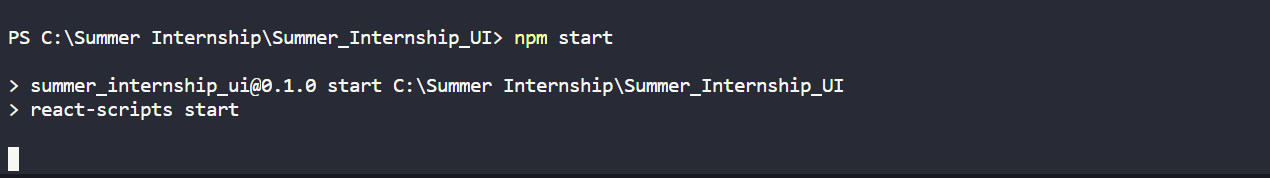 PS C:\Summer Internship\Summer_Internship_UI> npm start
> summer_internship_ui@0.1.0 start C:\Summer Internship\Summer_Internship_UI
> react-scripts start